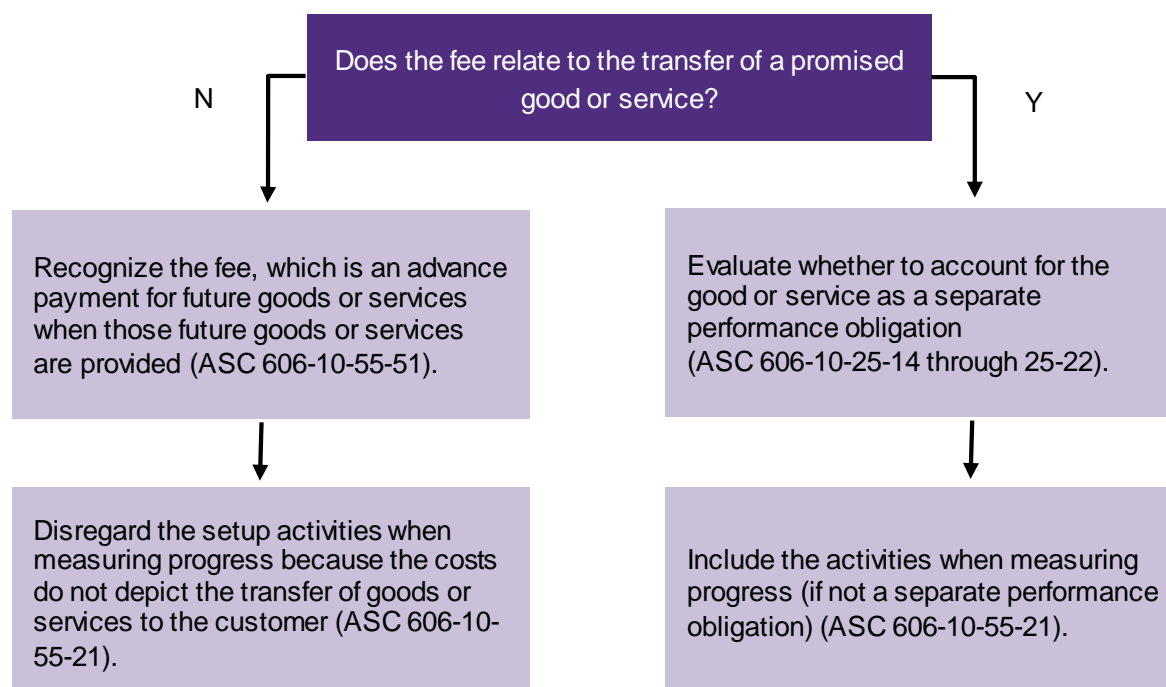 Does the fee relate to the transfer of a promised
good or service?
N
Y
Recognize the fee, which is an advance
payment for future goods or services
when those future goods or services
are provided (ASC 606-10-55-51).
Evaluate whether to account for the
good or service as a separate
performance obligation
(ASC 606-10-25-14 through 25-22).
Disregard the setup activities when
measuring progress because the costs
do not depict the transfer of goods or
services to the customer (ASC 606-10-
55-21).
Include the activities when measuring
progress (if not a separate performance
obligation) (ASC 606-10-55-21).